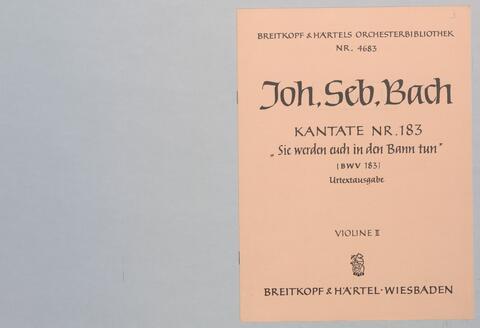 BREITKOPF & HÄRTELS ORCHESTERBIBLIOTHEK
NR. 4683
Joh. Seb. Bach
KANTATE NR. 183
„Sie werden euch in den Bann tun"
(BWV 183)
Urtextausgabe
VIOLINE II
BREITKOPF & HÄRTEL · WIESBADEN